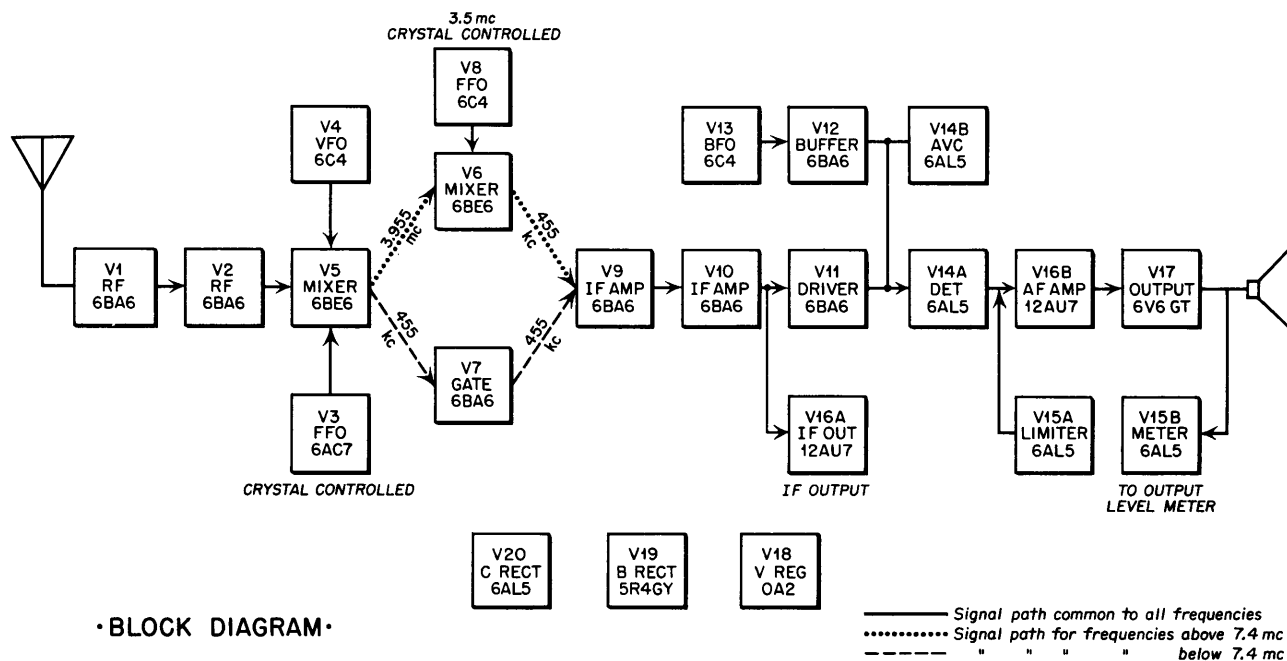 3.5 mc
CRYSTAL CONTROLLED
V8
FFO
6C4
V4
VFO
6C4
V13
BFO
6C4
V12
BUFFER
6BA6
V14B
AVC
6AL5
V6
MIXER
6BE6
3.955
mc
455
kc
V1
RF
6BA6
V2
RF
6BA6
V5
MIXER
6BE6
V9
IF AMP
6BA6
V10
IF AMP
6BA6
V11
DRIVER
6BA6
V14A
DET
6AL5
V16B
AF AMP
12AU7
V17
OUTPUT
6V6 GT
455
kc
455
kc
V7
GATE
6BA6
V3
FFO
6AC7
CRYSTAL CONTROLLED
V16A
IF OUT
12AU7
IF OUTPUT
V15A
LIMITER
6AL5
V15B
METER
6AL5
TO OUTPUT
LEVEL METER
V20
C RECT
6AL5
V19
B RECT
5R4GY
V18
V REG
OA2
· BLOCK DIAGRAM ·
Signal path common to all frequencies
Signal path for frequencies above 7.4 mc
" " " " below 7.4 mc